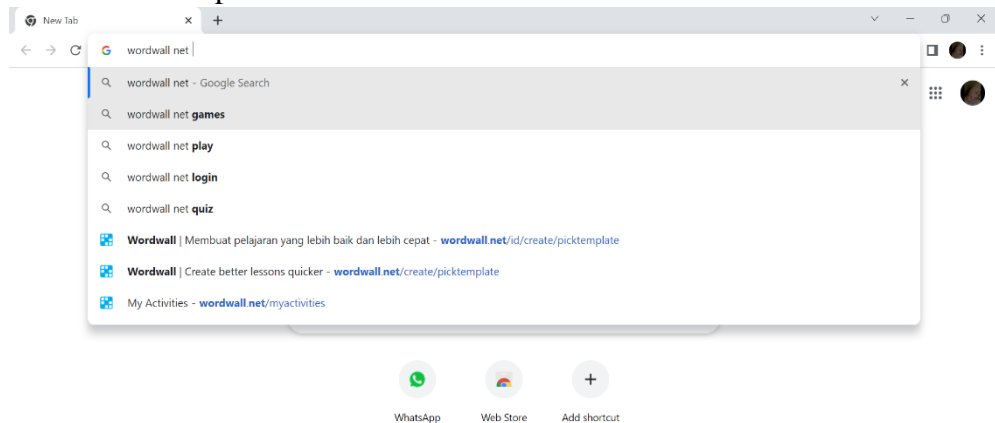 New Tab
wordwall net
wordwall net - Google Search
wordwall net games
wordwall net play
wordwall net login
wordwall net quiz
Wordwall | Membuat pelajaran yang lebih baik dan lebih cepat - wordwall.net/id/create/picktemplate
Wordwall | Create better lessons quicker - wordwall.net/create/picktemplate
My Activities - wordwall.net/myactivities
WhatsApp Web Store Add shortcut